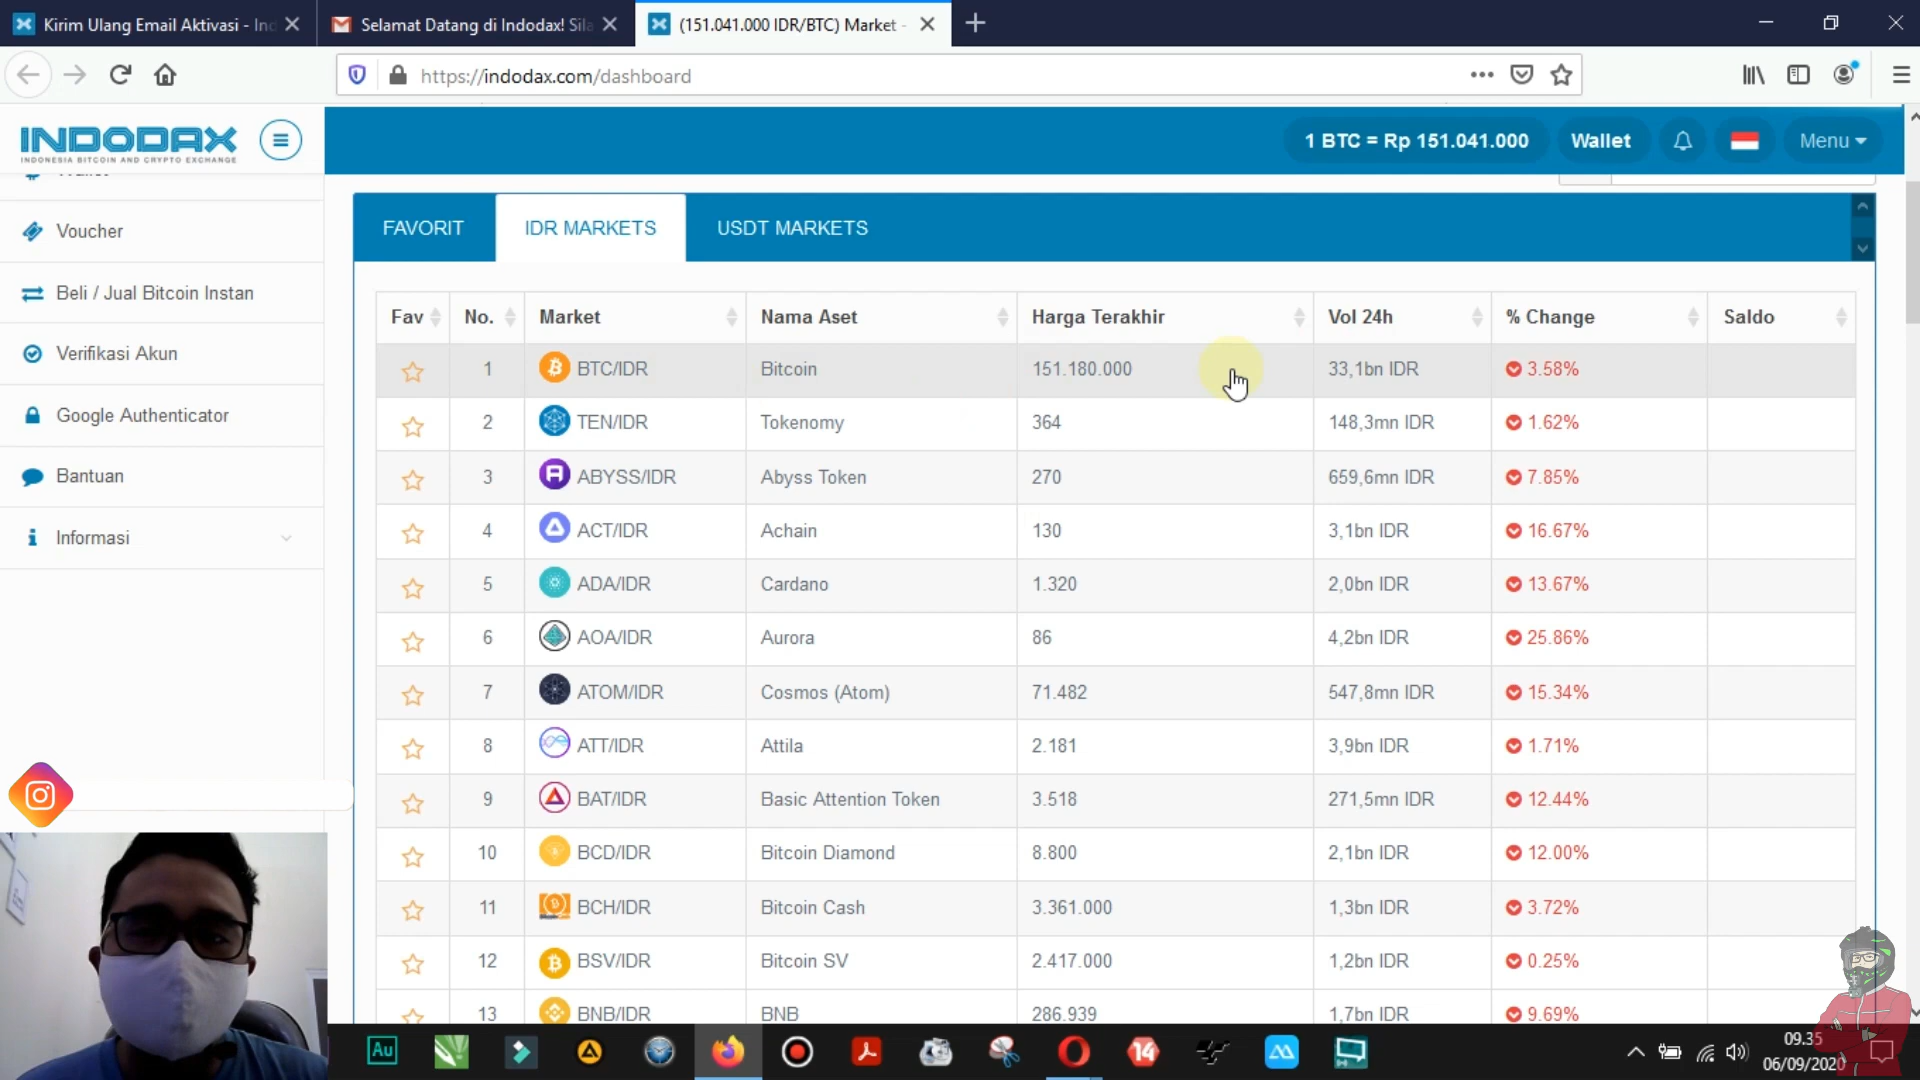 Kirim Ulang Email Aktivasi - Ind
Selamat Datang di Indodax! Sila
(151.041.000 IDR/BTC) Market -
https://indodax.com/dashboard
INDODAX
INDONESIA BITCOIN AND CRYPTO EXCHANGE
1 BTC = Rp 151.041.000
Wallet
Menu
Voucher
Beli / Jual Bitcoin Instan
Verifikasi Akun
Google Authenticator
Bantuan
Informasi
FAVORIT
IDR MARKETS
USDT MARKETS
Fav No. Market Nama Aset Harga Terakhir Vol 24h % Change Saldo
1 BTC/IDR Bitcoin 151.180.000 33,1bn IDR 3.58%
2 TEN/IDR Tokenomy 364 148,3mn IDR 1.62%
3 ABYSS/IDR Abyss Token 270 659,6mn IDR 7.85%
4 ACT/IDR Achain 130 3,1bn IDR 16.67%
5 ADA/IDR Cardano 1.320 2,0bn IDR 13.67%
6 AOA/IDR Aurora 86 4,2bn IDR 25.86%
7 ATOM/IDR Cosmos (Atom) 71.482 547,8mn IDR 15.34%
8 ATT/IDR Attila 2.181 3,9bn IDR 1.71%
9 BAT/IDR Basic Attention Token 3.518 271,5mn IDR 12.44%
10 BCD/IDR Bitcoin Diamond 8.800 2,1bn IDR 12.00%
11 BCH/IDR Bitcoin Cash 3.361.000 1,3bn IDR 3.72%
12 BSV/IDR Bitcoin SV 2.417.000 1,2bn IDR 0.25%
13 BNB/IDR BNB 286.939 1,7bn IDR 9.69%
Au
14
09.35
06/09/2020